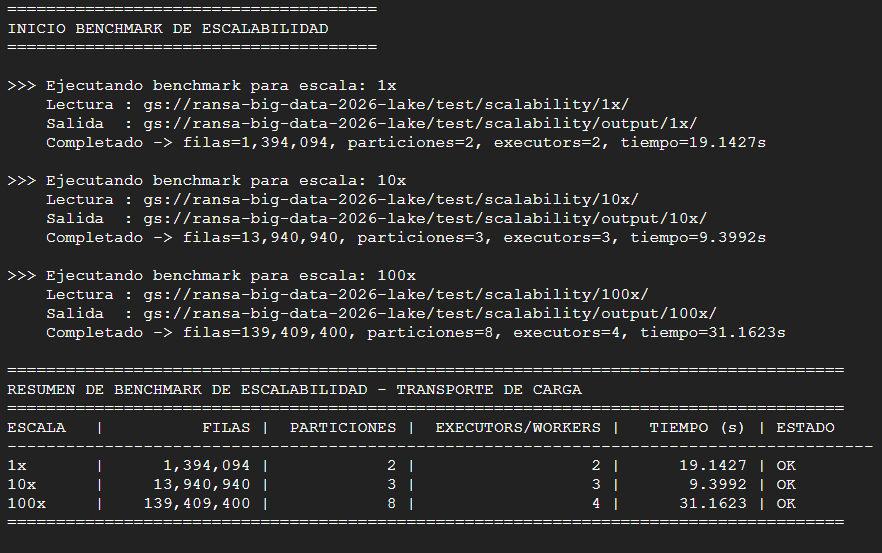 ======================================
INICIO BENCHMARK DE ESCALABILIDAD
======================================
>>> Ejecutando benchmark para escala: 1x
    Lectura : gs://ransa-big-data-2026-lake/test/scalability/1x/
    Salida  : gs://ransa-big-data-2026-lake/test/scalability/output/1x/
    Completado -> filas=1,394,094, particiones=2, executors=2, tiempo=19.1427s
>>> Ejecutando benchmark para escala: 10x
    Lectura : gs://ransa-big-data-2026-lake/test/scalability/10x/
    Salida  : gs://ransa-big-data-2026-lake/test/scalability/output/10x/
    Completado -> filas=13,940,940, particiones=3, executors=3, tiempo=9.3992s
>>> Ejecutando benchmark para escala: 100x
    Lectura : gs://ransa-big-data-2026-lake/test/scalability/100x/
    Salida  : gs://ransa-big-data-2026-lake/test/scalability/output/100x/
    Completado -> filas=139,409,400, particiones=8, executors=4, tiempo=31.1623s
======================================================================================
RESUMEN DE BENCHMARK DE ESCALABILIDAD - TRANSPORTE DE CARGA
======================================================================================
ESCALA   |          FILAS |  PARTICIONES |  EXECUTORS/WORKERS |   TIEMPO (s) | ESTADO
-----------------------------------------------------------------------------------------
1x       |      1,394,094 |            2 |                  2 |      19.1427 | OK
10x      |     13,940,940 |            3 |                  3 |       9.3992 | OK
100x     |    139,409,400 |            8 |                  4 |      31.1623 | OK
======================================================================================